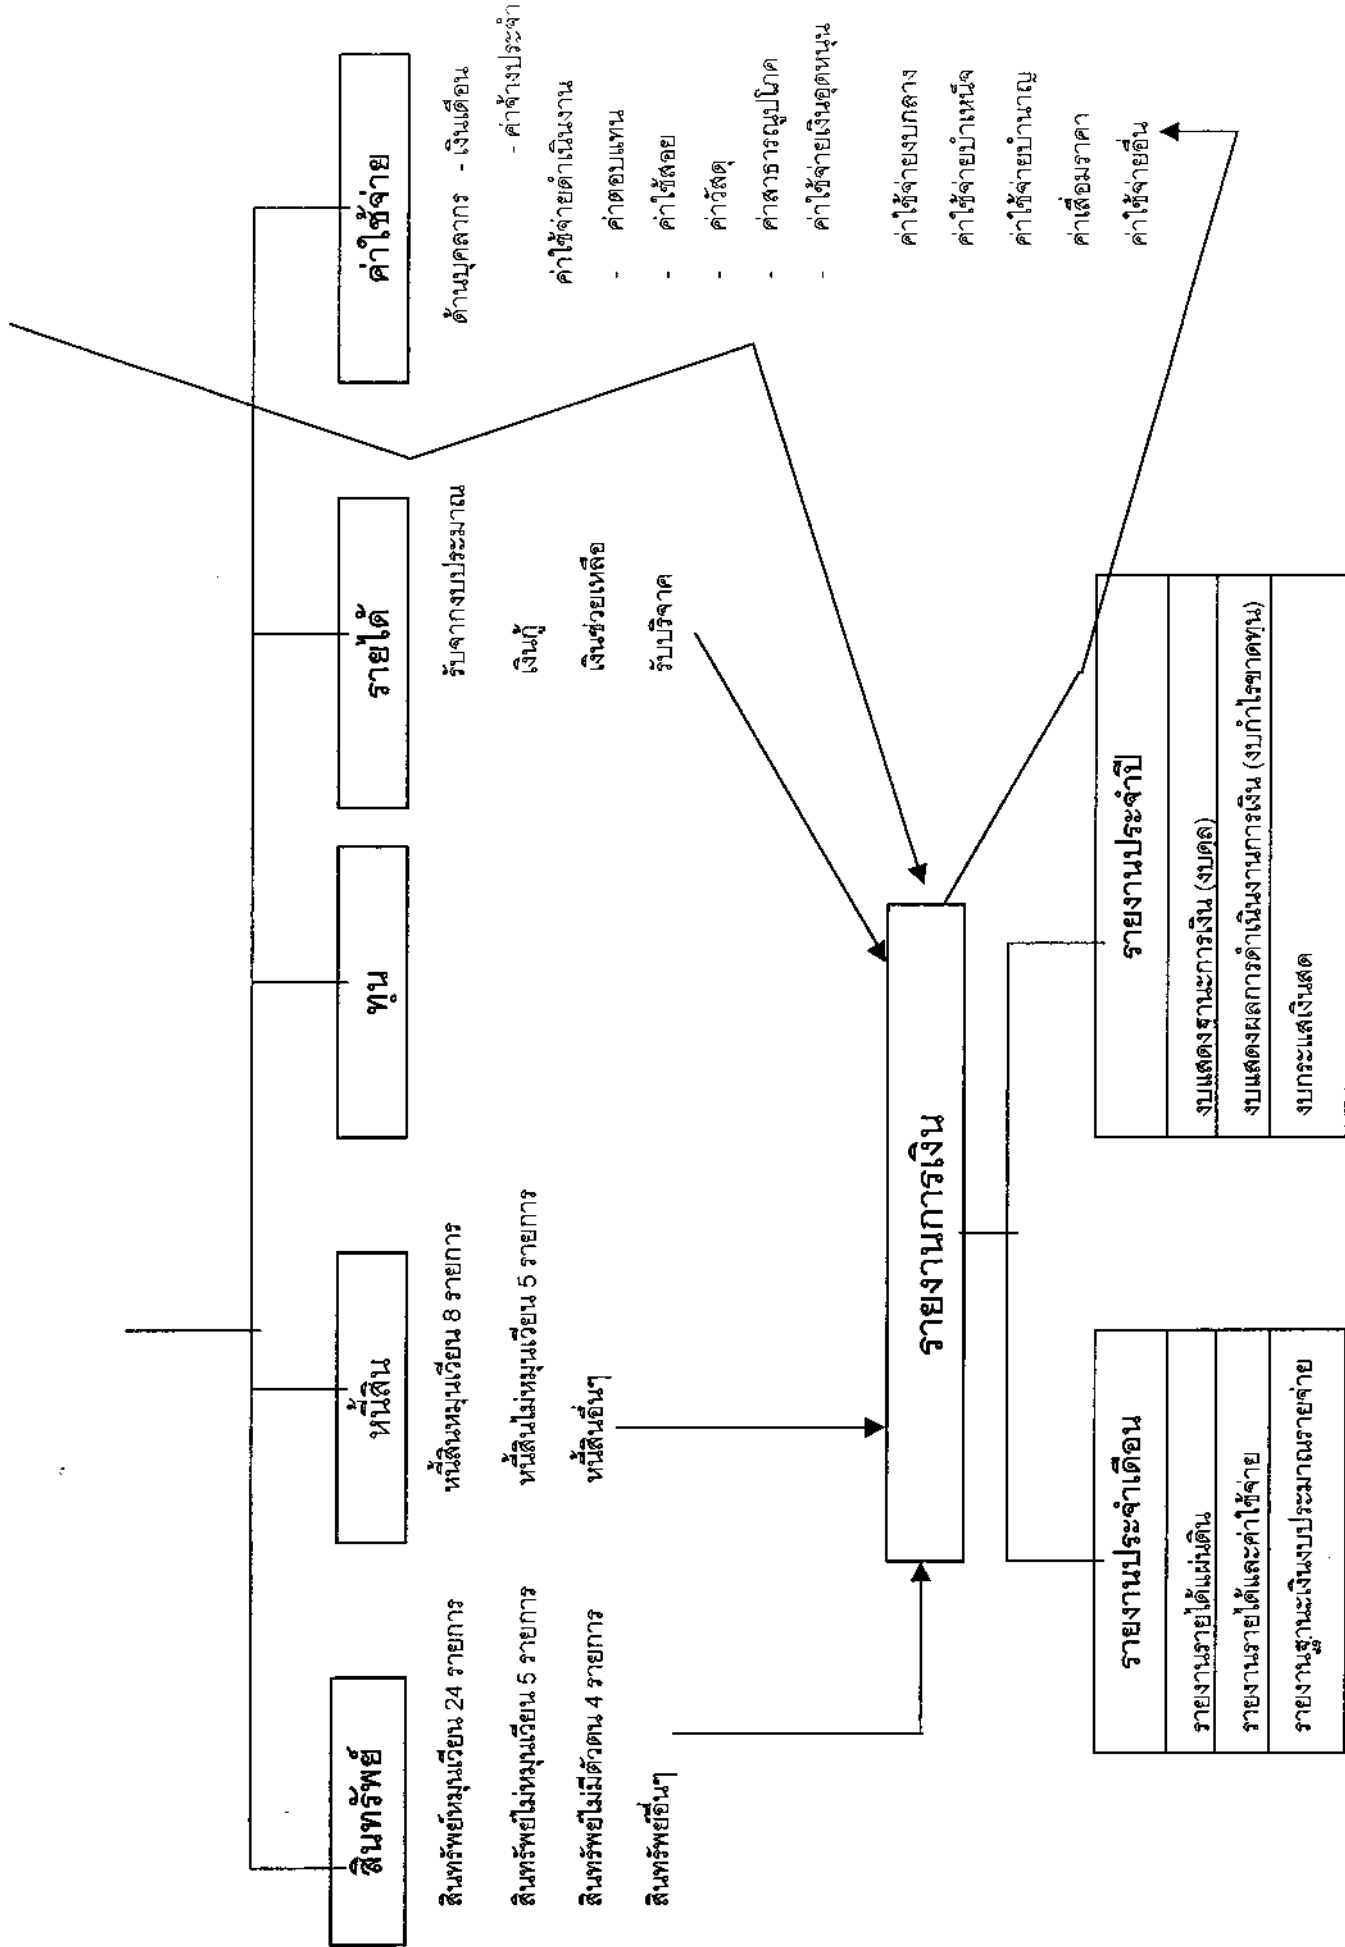 สินทรัพย์
สินทรัพย์หมุนเวียน 24 รายการ
สินทรัพย์ไม่หมุนเวียน 5 รายการ
สินทรัพย์ไม่มีตัวตน 4 รายการ
สินทรัพย์อื่นๆ
หนี้สิน
หนี้สินหมุนเวียน 8 รายการ
หนี้สินไม่หมุนเวียน 5 รายการ
หนี้สินอื่นๆ
ทุน
รายได้
รับจากงบประมาณ
เงินกู้
เงินช่วยเหลือ
รับบริจาค
ค่าใช้จ่าย
ด้านบุคลากร - เงินเดือน
- ค่าจ้างประจำ
ค่าใช้จ่ายดำเนินงาน
- ค่าตอบแทน
- ค่าใช้สอย
- ค่าวัสดุ
- ค่าสาธารณูปโภค
- ค่าใช้จ่ายเงินอุดหนุน
ค่าใช้จ่ายงบกลาง
ค่าใช้จ่ายบำเหน็จ
ค่าใช้จ่ายบำนาญ
ค่าเสื่อมราคา
ค่าใช้จ่ายอื่น
รายงานการเงิน
รายงานประจำเดือน
รายงานรายได้แผ่นดิน
รายงานรายได้และค่าใช้จ่าย
รายงานฐานะเงินงบประมาณรายจ่าย
รายงานประจำปี
งบแสดงฐานะการเงิน (งบดุล)
งบแสดงผลการดำเนินงานการเงิน (งบกำไรขาดทุน)
งบกระแสเงินสด